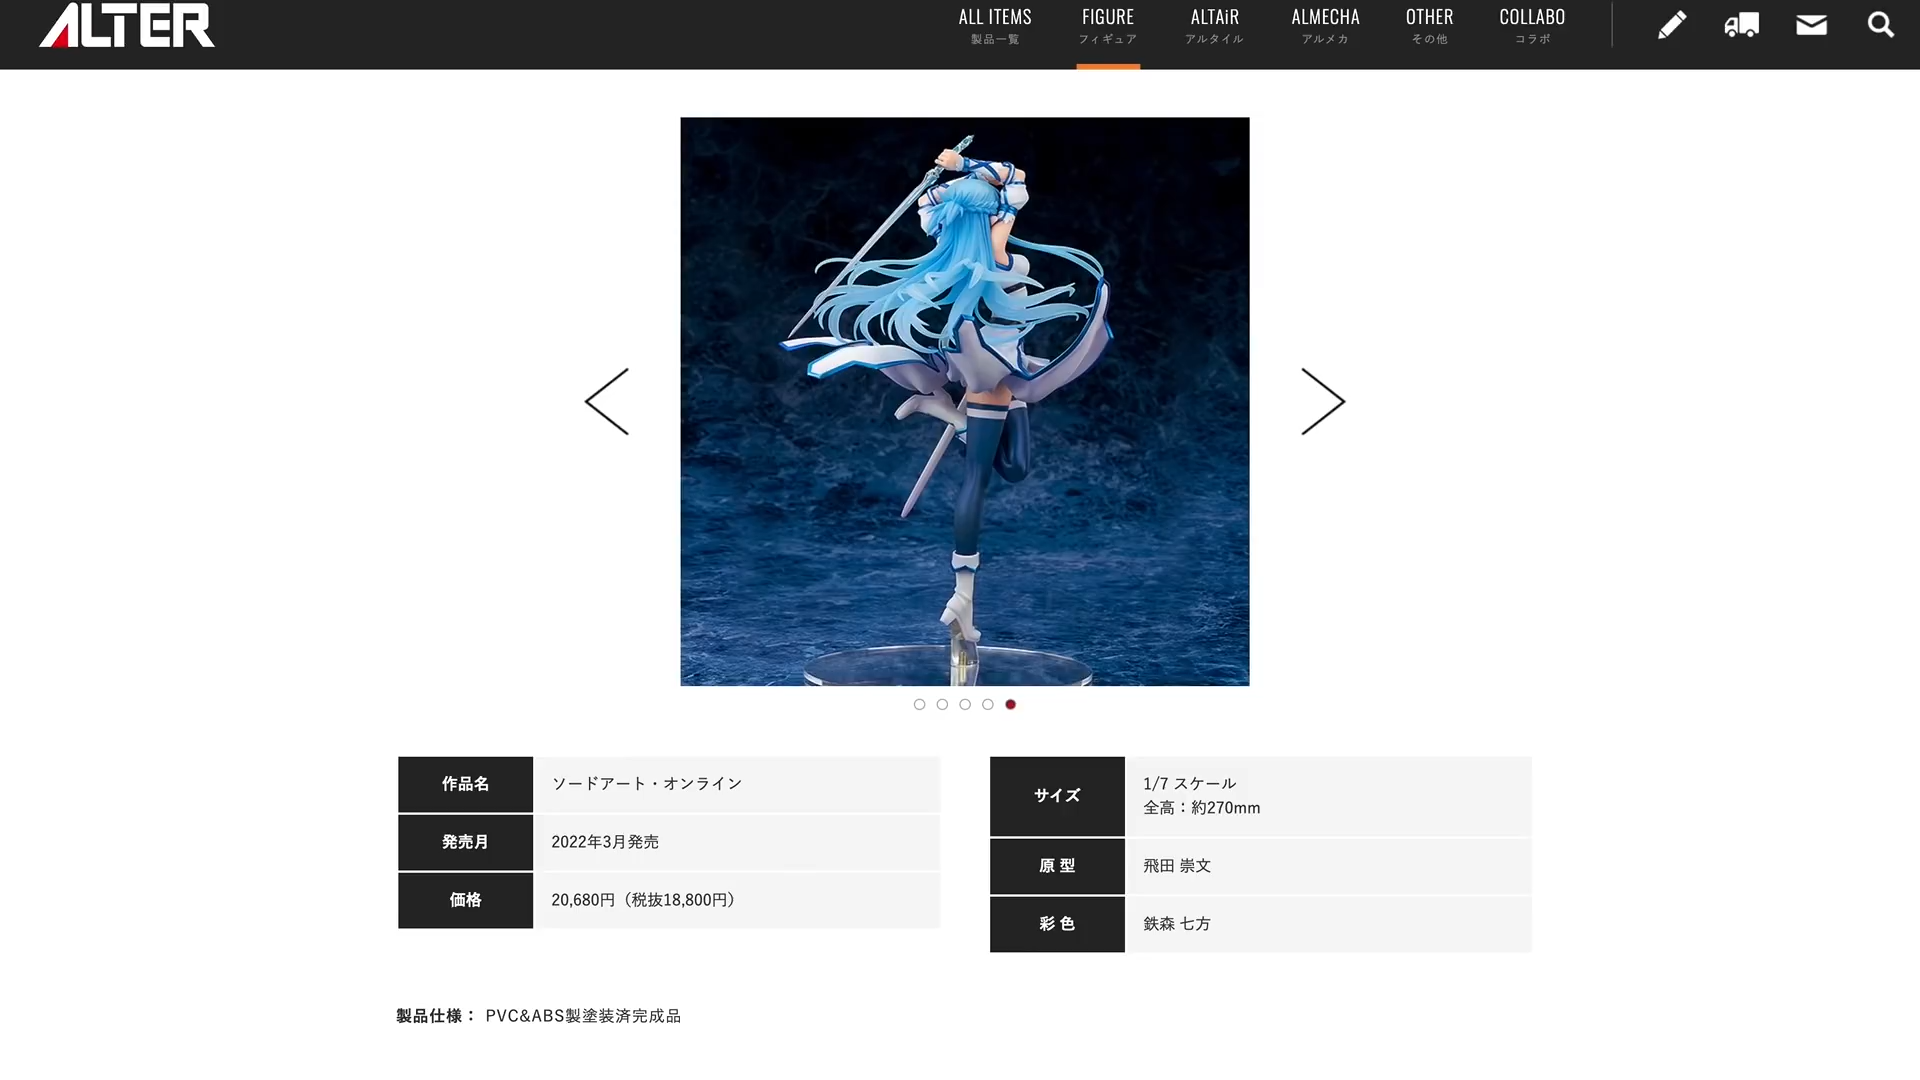 ALTER
ALL ITEMS
製品一覧
FIGURE
フィギュア
ALTAiR
アルタイル
ALMECHA
アルメカ
OTHER
その他
COLLABO
コラボ
作品名 ソードアート・オンライン
発売月 2022年3月発売
価格 20,680円（税抜18,800円）
サイズ 1/7 スケール
全高：約270mm
原 型 飛田 崇文
彩 色 鉄森 七方
製品仕様： PVC&ABS製塗装済完成品